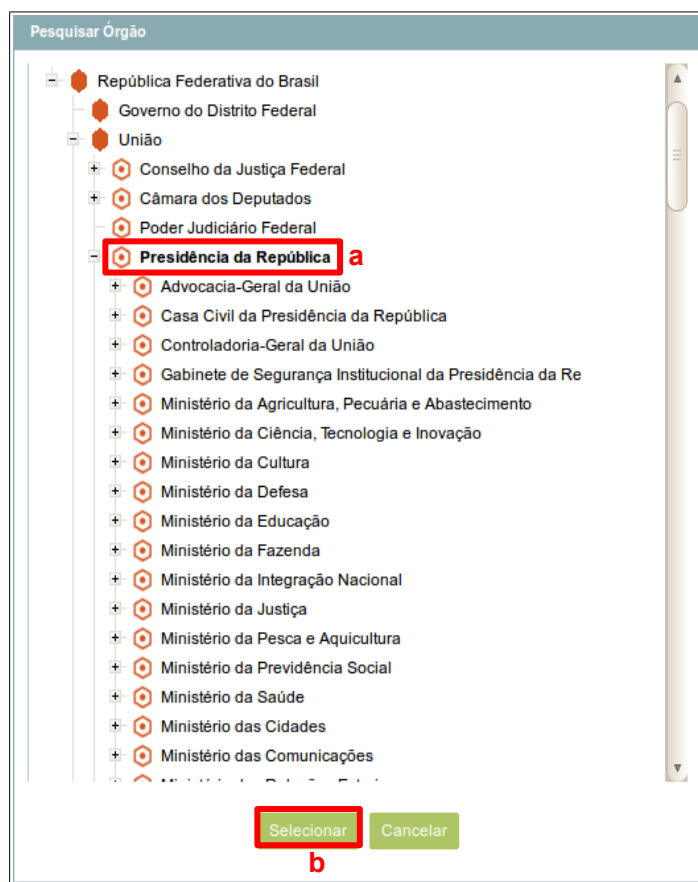 Pesquisar Órgão
República Federativa do Brasil
Governo do Distrito Federal
União
Conselho da Justiça Federal
Câmara dos Deputados
Poder Judiciário Federal
Presidência da República a
Advocacia-Geral da União
Casa Civil da Presidência da República
Controladoria-Geral da União
Gabinete de Segurança Institucional da Presidência da Re
Ministério da Agricultura, Pecuária e Abastecimento
Ministério da Ciência, Tecnologia e Inovação
Ministério da Cultura
Ministério da Defesa
Ministério da Educação
Ministério da Fazenda
Ministério da Integração Nacional
Ministério da Justiça
Ministério da Pesca e Aquicultura
Ministério da Previdência Social
Ministério da Saúde
Ministério das Cidades
Ministério das Comunicações
Selecionar Cancelar
b